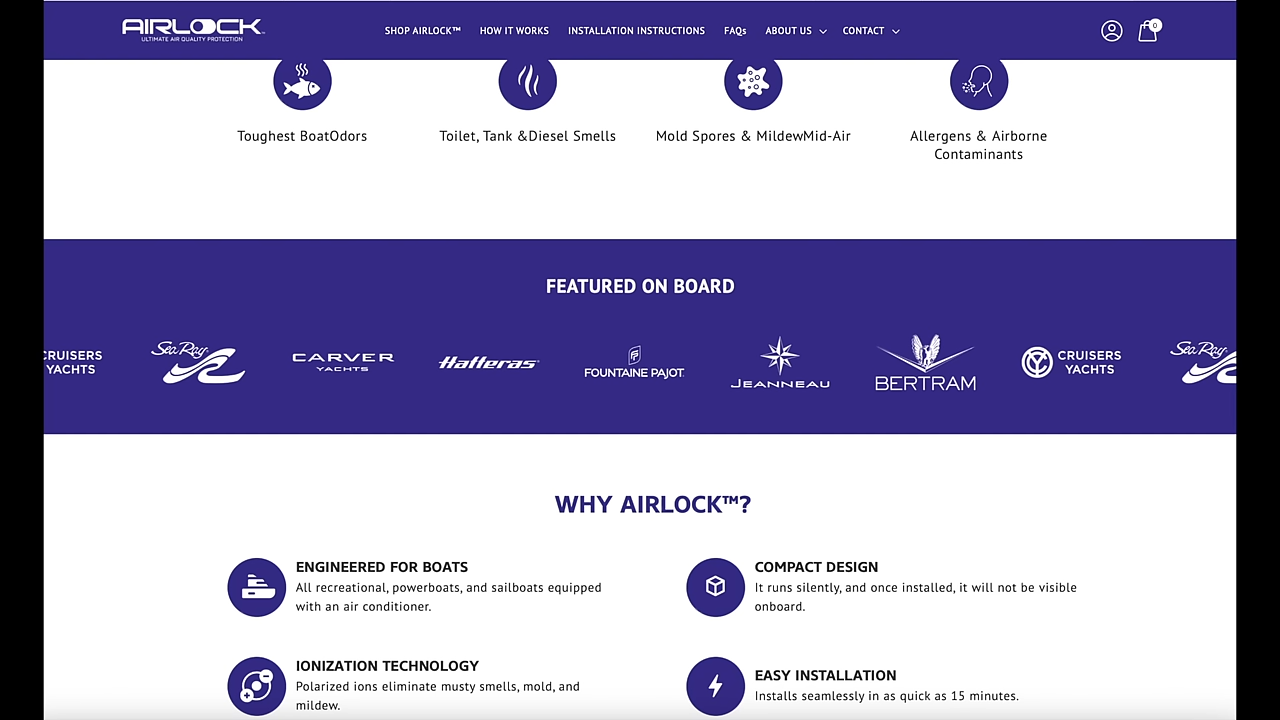 AIRLOCK™
ULTIMATE AIR QUALITY PROTECTION
SHOP AIRLOCK™
HOW IT WORKS
INSTALLATION INSTRUCTIONS
FAQs
ABOUT US
CONTACT
0
Toughest BoatOdors
Toilet, Tank &Diesel Smells
Mold Spores & MildewMid-Air
Allergens & Airborne
Contaminants
FEATURED ON BOARD
CRUISERS
YACHTS
Sea Ray
CARVER
YACHTS
Hatteras
FOUNTAINE PAJOT
JEANNEAU
BERTRAM
CRUISERS
YACHTS
Sea Ray
WHY AIRLOCK™?
ENGINEERED FOR BOATS
All recreational, powerboats, and sailboats equipped
with an air conditioner.
COMPACT DESIGN
It runs silently, and once installed, it will not be visible
onboard.
IONIZATION TECHNOLOGY
Polarized ions eliminate musty smells, mold, and
mildew.
EASY INSTALLATION
Installs seamlessly in as quick as 15 minutes.